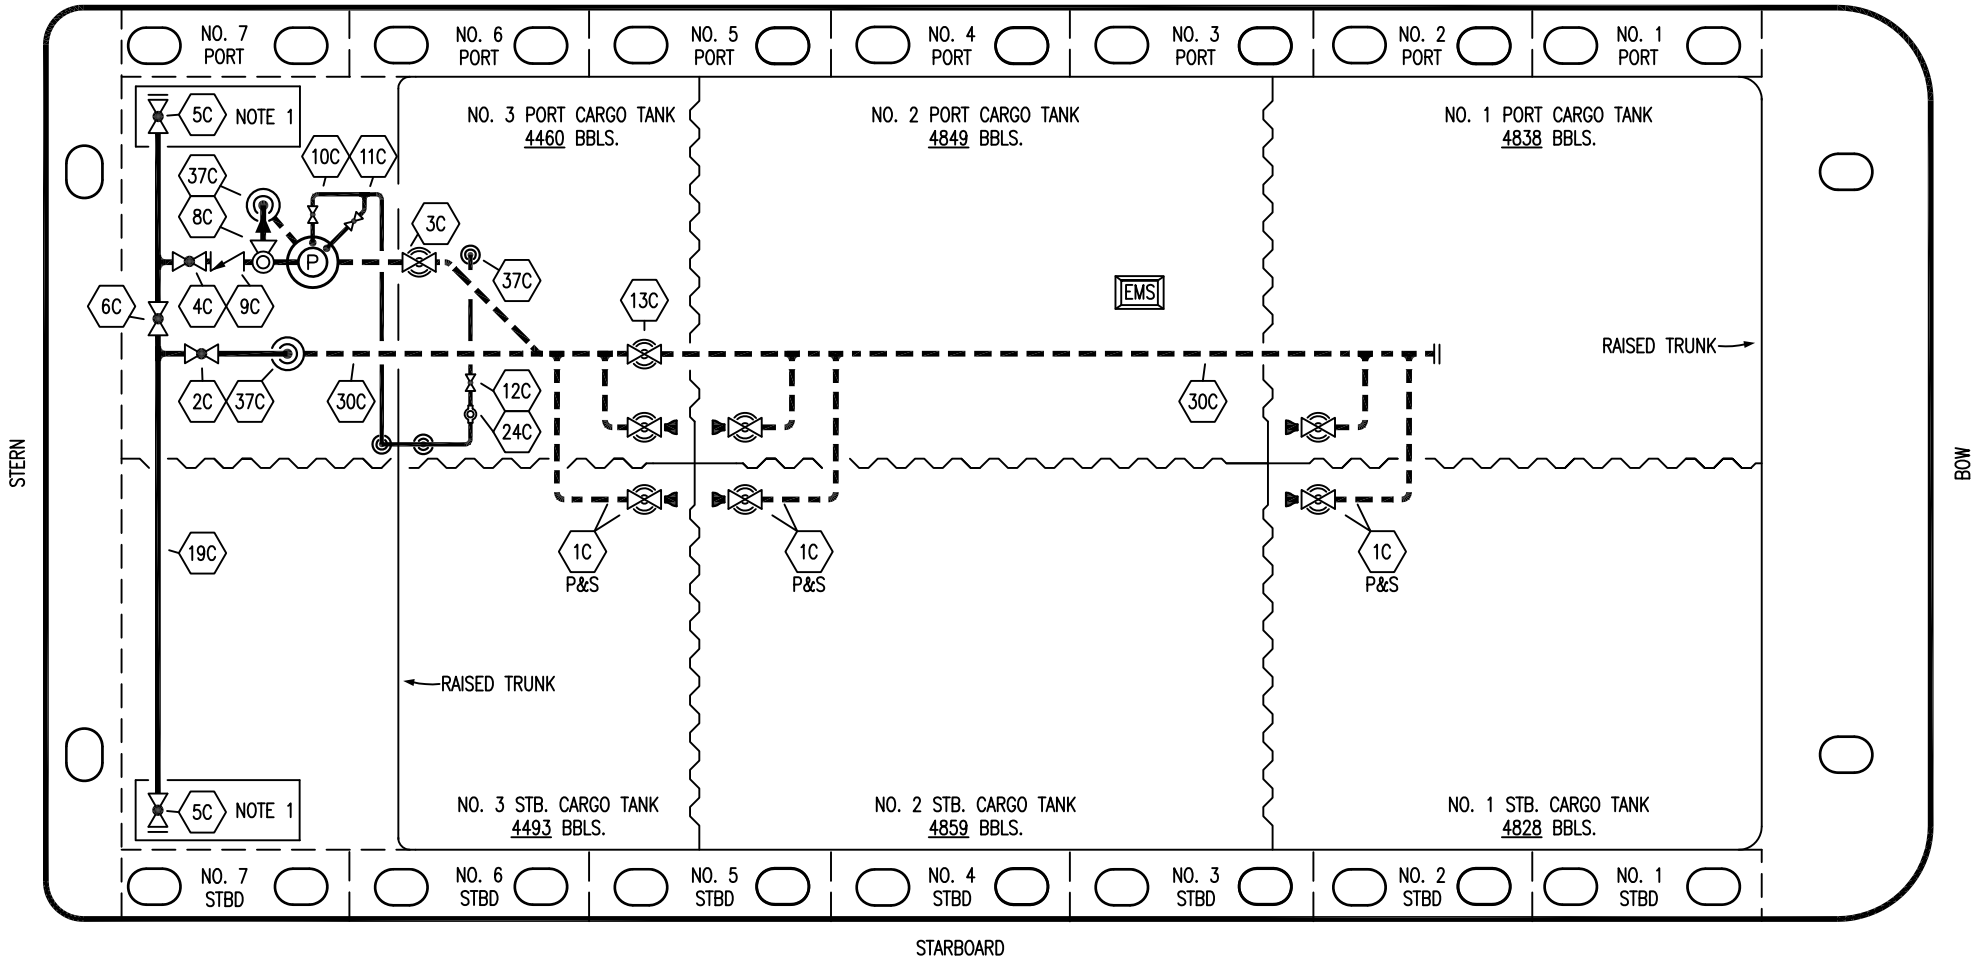 NO. 7
PORT
NO. 6
PORT
NO. 5
PORT
NO. 4
PORT
NO. 3
PORT
NO. 2
PORT
NO. 1
PORT
5C
NOTE 1
NO. 3 PORT CARGO TANK
4460 BBLS.
NO. 2 PORT CARGO TANK
4849 BBLS.
NO. 1 PORT CARGO TANK
4838 BBLS.
10C
11C
37C
8C
3C
P
37C
6C
4C
9C
13C
EMS
RAISED TRUNK
2C
37C
30C
12C
24C
30C
STERN
BOW
19C
1C
P&S
1C
P&S
1C
P&S
RAISED TRUNK
5C
NOTE 1
NO. 3 STB. CARGO TANK
4493 BBLS.
NO. 2 STB. CARGO TANK
4859 BBLS.
NO. 1 STB. CARGO TANK
4828 BBLS.
NO. 7
STBD
NO. 6
STBD
NO. 5
STBD
NO. 4
STBD
NO. 3
STBD
NO. 2
STBD
NO. 1
STBD
STARBOARD